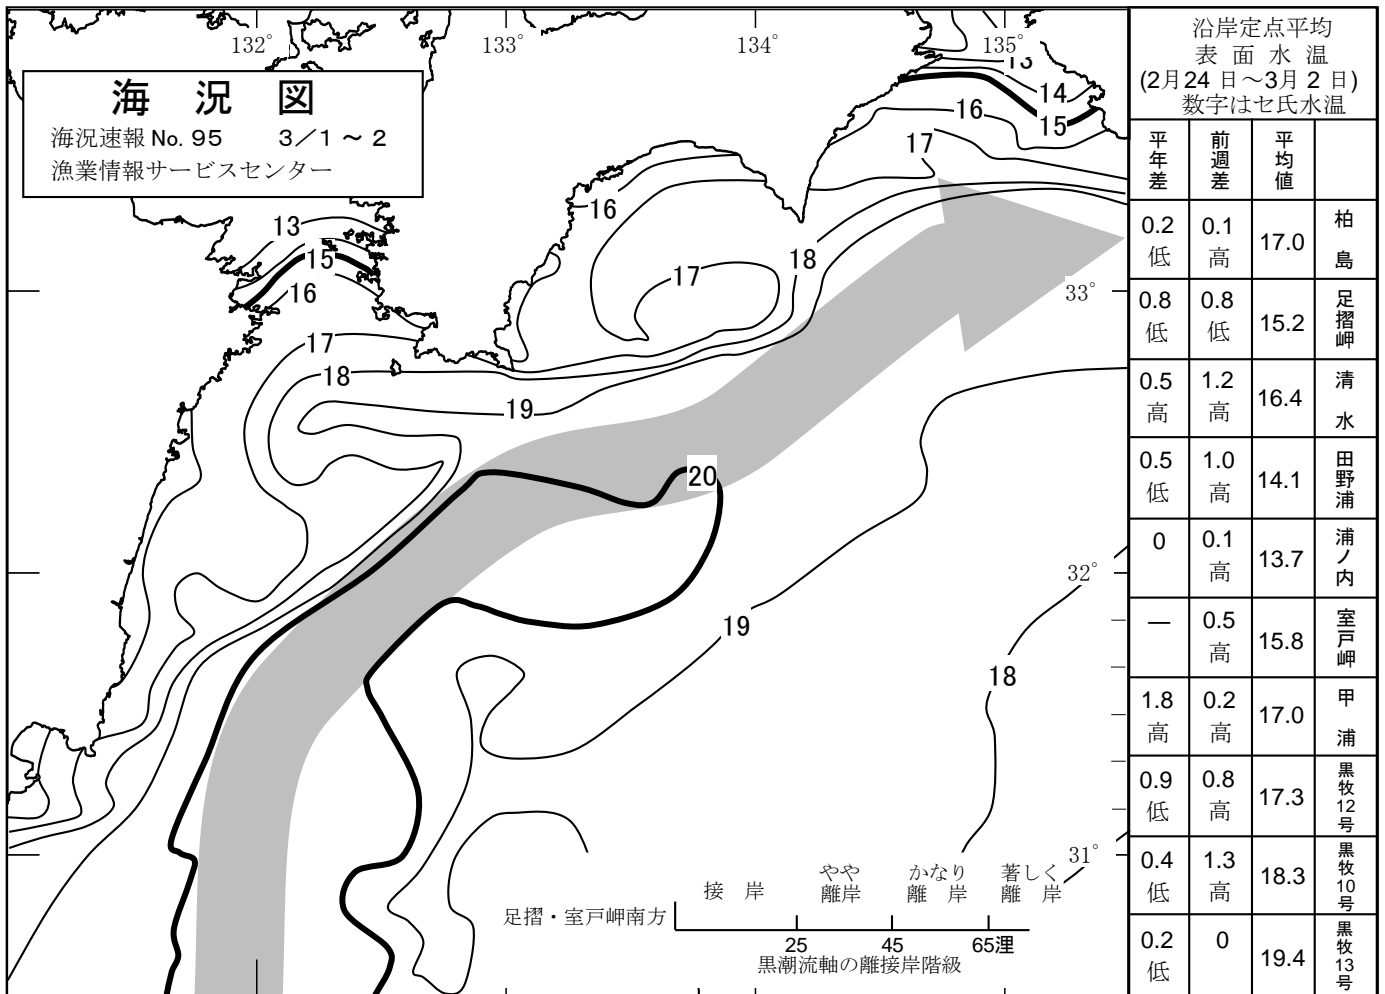 海 況 図
海況速報 No. 95 3／1 ～ 2
漁業情報サービスセンター
132°
133°
134°
135°
33°
32°
31°
13
14
15
16
17
16
17
18
13
15
16
17
18
19
20
19
18
足摺・室戸岬南方
接 岸
やや
離岸
かなり
離 岸
著しく
離 岸
25 45 65浬
黒潮流軸の離接岸階級
沿岸定点平均
表 面 水 温
(2月24 日～3月 2 日)
数字はセ氏水温
平年差 前週差 平均値
0.2低 0.1高 17.0 柏島
0.8低 0.8低 15.2 足摺岬
0.5高 1.2高 16.4 清水
0.5低 1.0高 14.1 田野浦
0 0.1高 13.7 浦ノ内
— 0.5高 15.8 室戸岬
1.8高 0.2高 17.0 甲浦
0.9低 0.8高 17.3 黒牧12号
0.4低 1.3高 18.3 黒牧10号
0.2低 0 19.4 黒牧13号